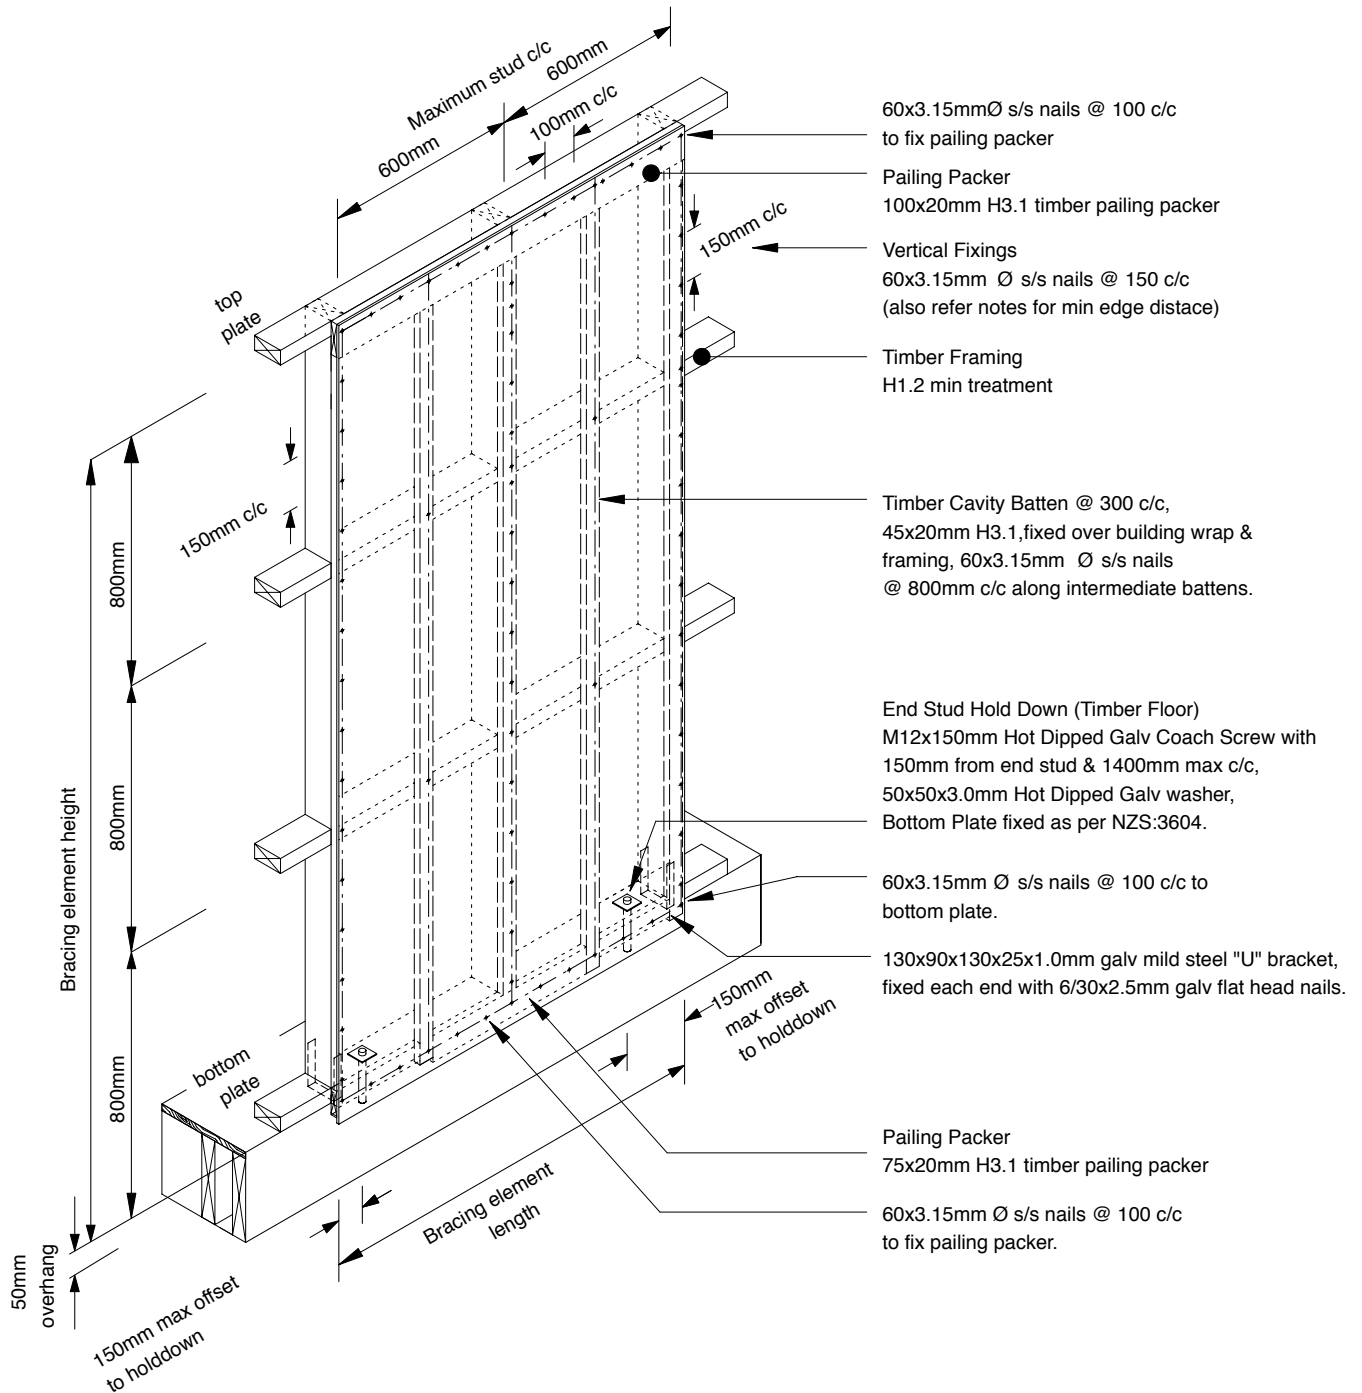 Maximum stud c/c
600mm
600mm
100mm c/c
60x3.15mmØ s/s nails @ 100 c/c
to fix pailing packer
Pailing Packer
100x20mm H3.1 timber pailing packer
150mm c/c
Vertical Fixings
60x3.15mm Ø s/s nails @ 150 c/c
(also refer notes for min edge distace)
top
plate
Timber Framing
H1.2 min treatment
150mm c/c
Timber Cavity Batten @ 300 c/c,
45x20mm H3.1,fixed over building wrap &
framing, 60x3.15mm Ø s/s nails
@ 800mm c/c along intermediate battens.
800mm
800mm
800mm
Bracing element height
End Stud Hold Down (Timber Floor)
M12x150mm Hot Dipped Galv Coach Screw with
150mm from end stud & 1400mm max c/c,
50x50x3.0mm Hot Dipped Galv washer,
Bottom Plate fixed as per NZS:3604.
60x3.15mm Ø s/s nails @ 100 c/c to
bottom plate.
130x90x130x25x1.0mm galv mild steel "U" bracket,
fixed each end with 6/30x2.5mm galv flat head nails.
150mm
max offset
to holddown
bottom
plate
Pailing Packer
75x20mm H3.1 timber pailing packer
60x3.15mm Ø s/s nails @ 100 c/c
to fix pailing packer.
Bracing element
length
50mm
overhang
150mm max offset
to holddown